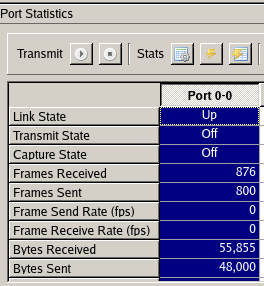 Port Statistics
Transmit Stats
Port 0-0
Link State Up
Transmit State Off
Capture State Off
Frames Received 876
Frames Sent 800
Frame Send Rate (fps) 0
Frame Receive Rate (fps) 0
Bytes Received 55,855
Bytes Sent 48,000